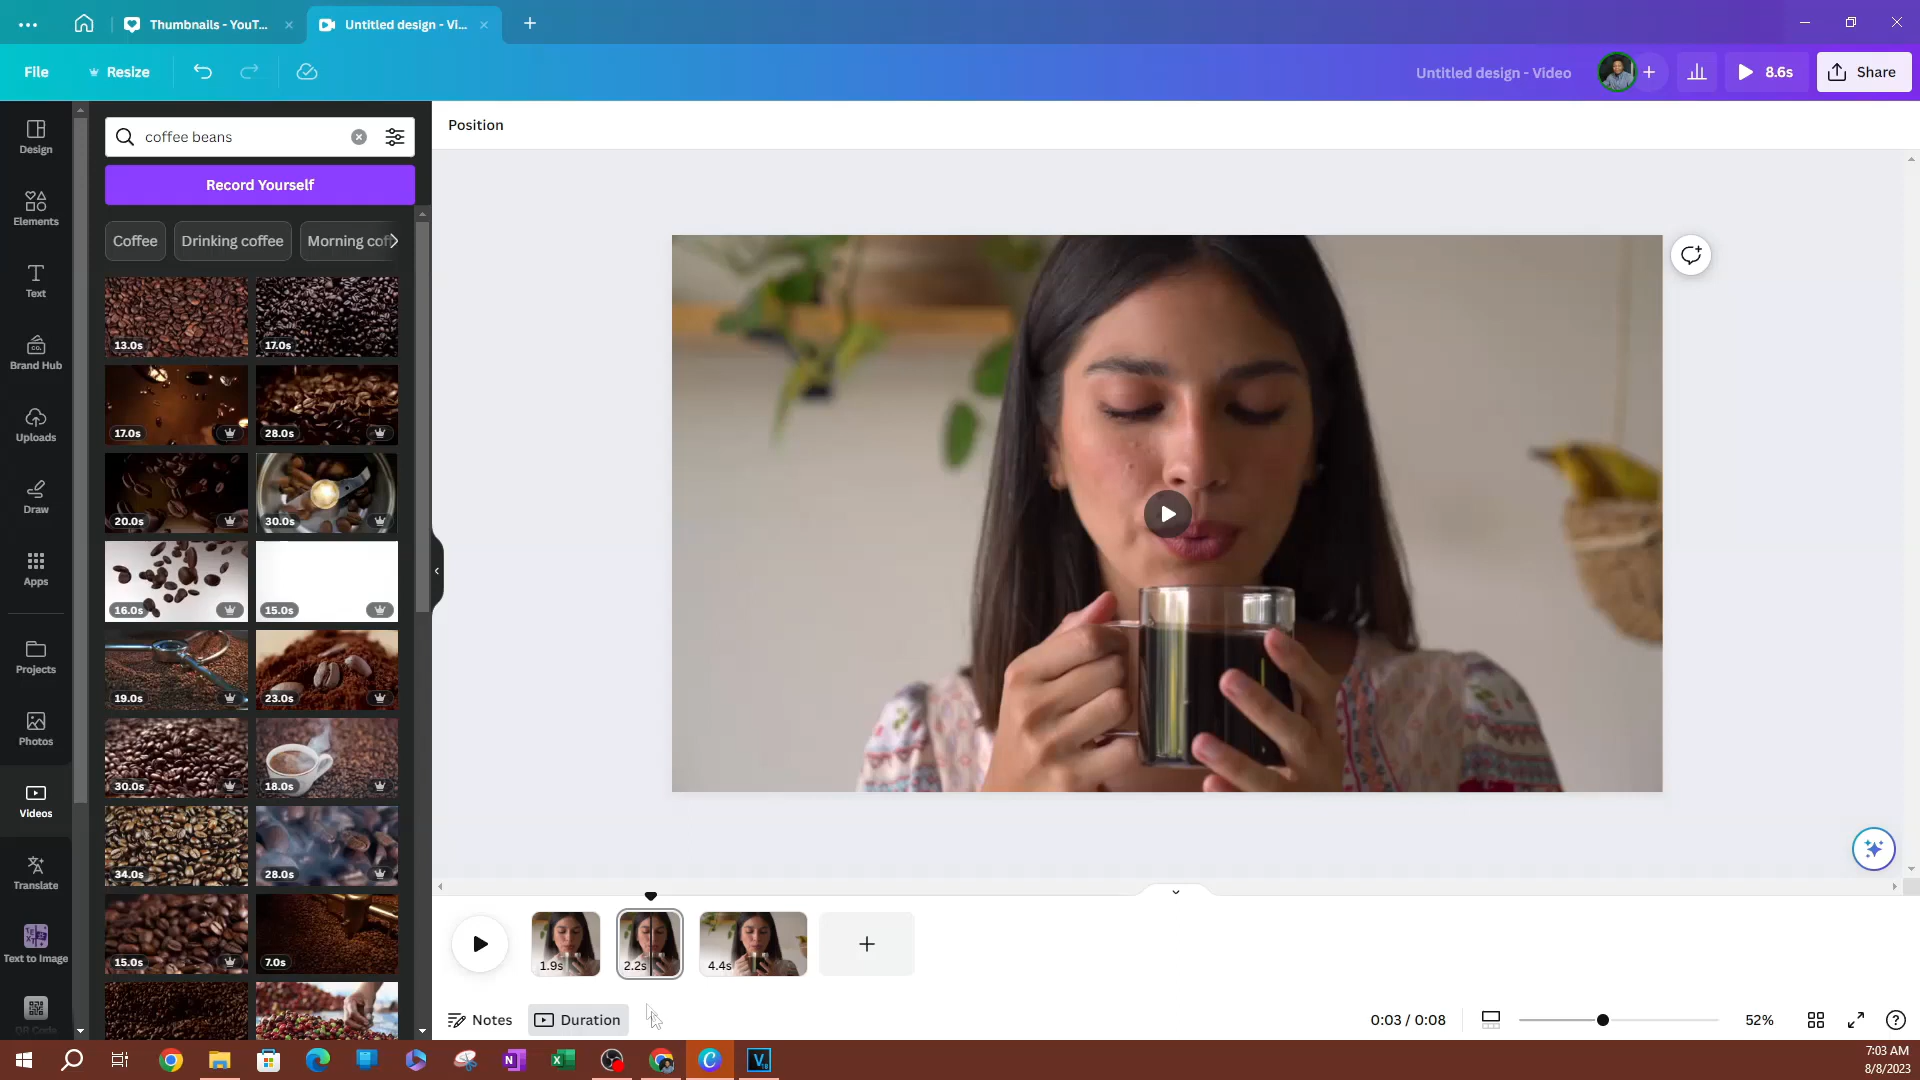 Thumbnails - YouT...
Untitled design - Vi...
File
Resize
Untitled design - Video
8.6s
Share
Design
Elements
Text
Brand Hub
Uploads
Draw
Apps
Projects
Photos
Videos
Translate
Text to Image
QR Code
coffee beans
Record Yourself
Coffee
Drinking coffee
Morning cof
13.0s
17.0s
17.0s
28.0s
20.0s
30.0s
16.0s
15.0s
19.0s
23.0s
30.0s
18.0s
34.0s
28.0s
15.0s
7.0s
Position
1.9s
2.2s
4.4s
Notes
Duration
0:03 / 0:08
52%
7:03 AM
8/8/2023